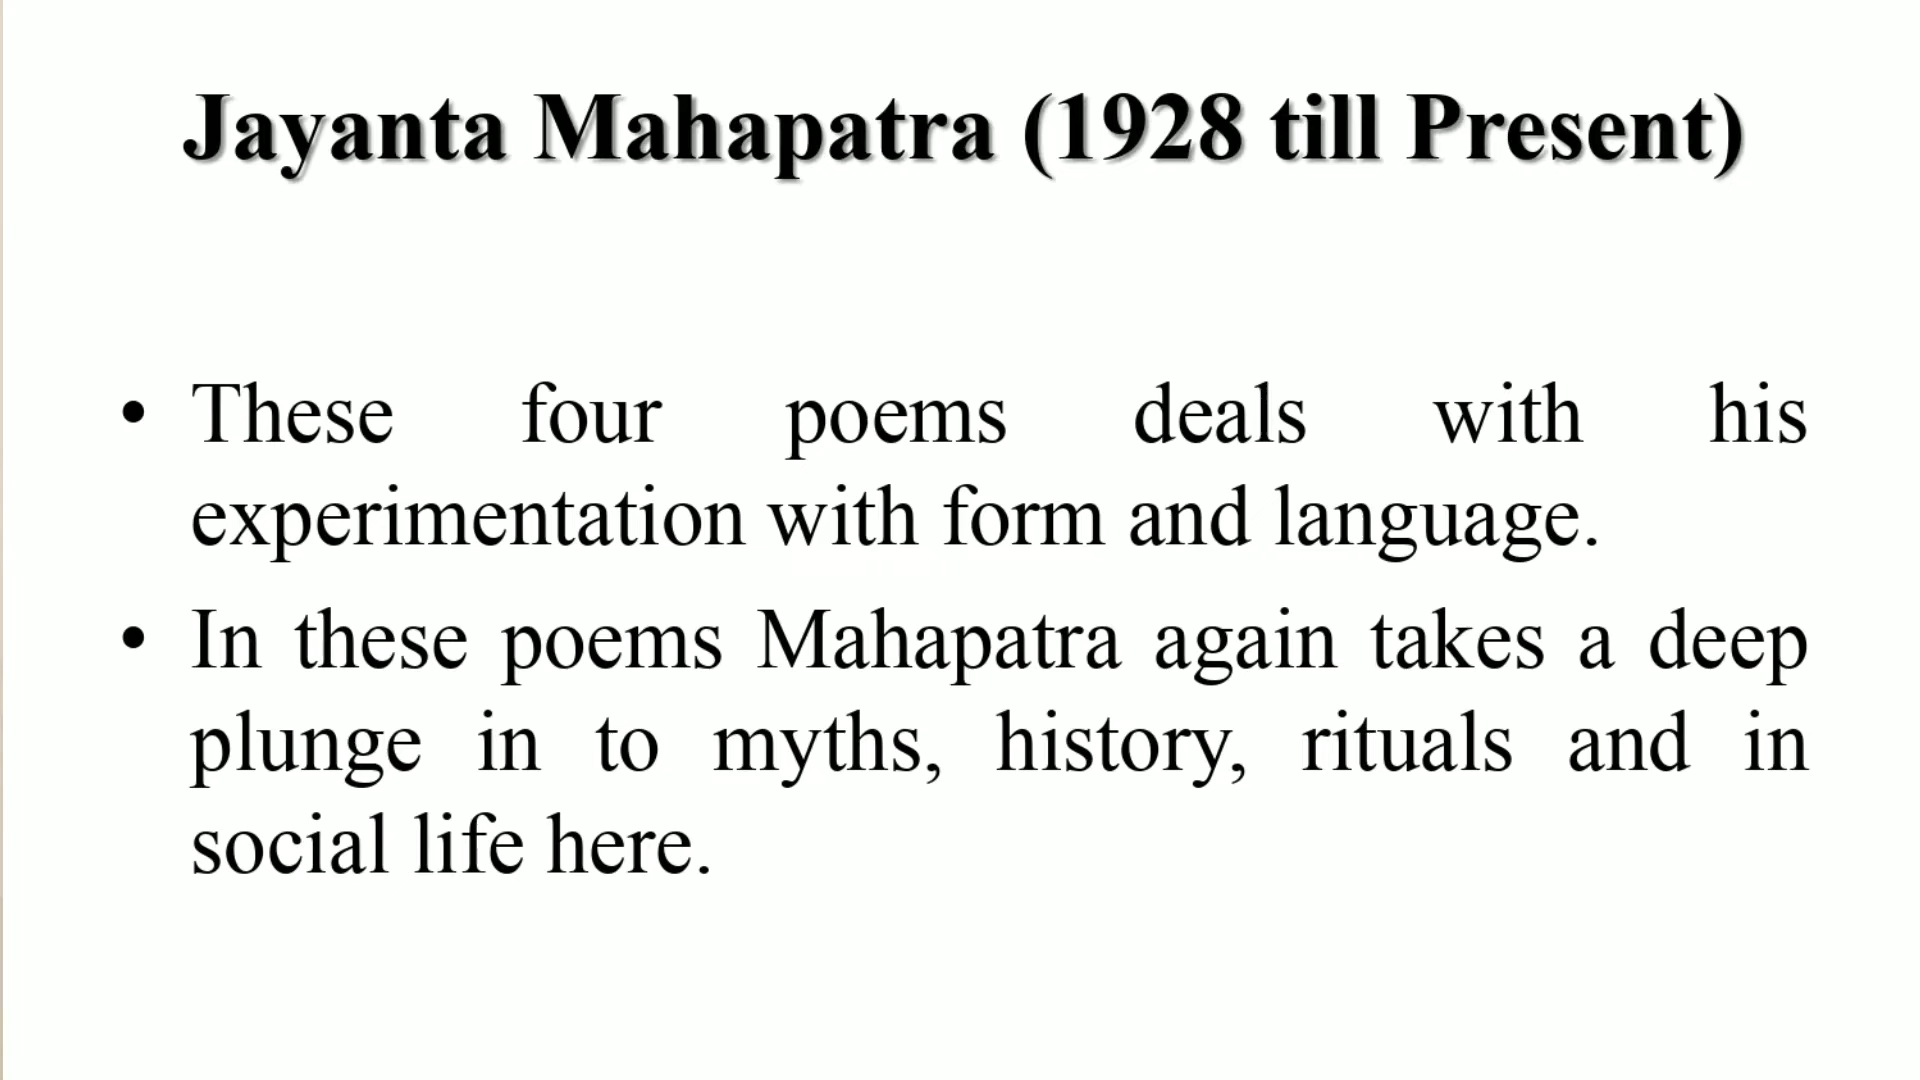 Jayanta Mahapatra (1928 till Present)
• These four poems deals with his
experimentation with form and language.
• In these poems Mahapatra again takes a deep
plunge in to myths, history, rituals and in
social life here.